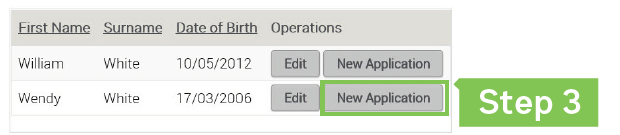 First Name Surname Date of Birth Operations
William White 10/05/2012 Edit New Application
Wendy White 17/03/2006 Edit New Application
Step 3